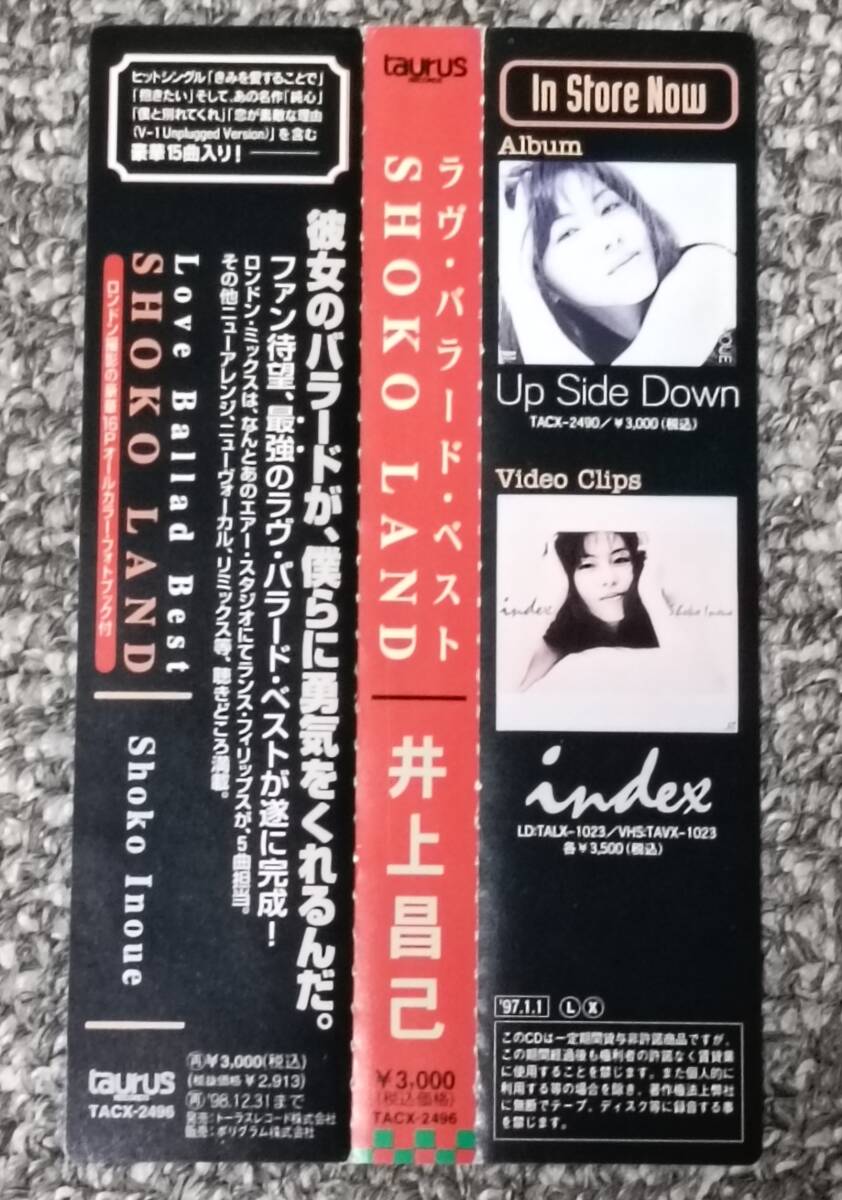 ヒットシングル「きみを愛することで」
「抱きたい」そして、あの名作「純心」
「僕と別れてくれ」「恋が素敵な理由
(V-1 Unplugged Version)」を含む
豪華15曲入り!
彼女のバラードが、僕らに勇気をくれるんだ。
ファン待望、最強のラヴ・バラード・ベストが遂に完成!
ロンドン・ミックスは、なんとあのエアー・スタジオにてランス・フィリップスが、5曲担当。
その他ニューアレンジ、ニューヴォーカル、リミックス等、聴きどころ満載。
Love Ballad Best
SHOKO LAND
ロンドン撮影の豪華16Pオールカラーフォトブック付
Shoko Inoue
taurus
RECORDS
TACX-2496
再¥3,000(税込)
(税抜価格¥2,913)
再'98.12.31まで
発売:トーラスレコード株式会社
販売:ポリグラム株式会社
taurus
RECORDS
ラヴ・バラード・ベスト
SHOKO LAND
井上昌己
¥3,000
(税込価格)
TACX-2496
In Store Now
Album
Up Side Down
TACX-2490/¥3,000(税込)
Video Clips
index
Shoko Inoue
index
LD:TALX-1023/VHS:TAVX-1023
各¥3,500(税込)
'97.1.1 L X
このCDは一定期間貸与非許諾商品ですが、
この期間経過後も権利者の許諾なく賃貸業
に使用することを禁じます。また個人的に
利用する等の場合を除き、著作権法上弊社
に無断でテープ、ディスク等に録音する事
を禁じます。